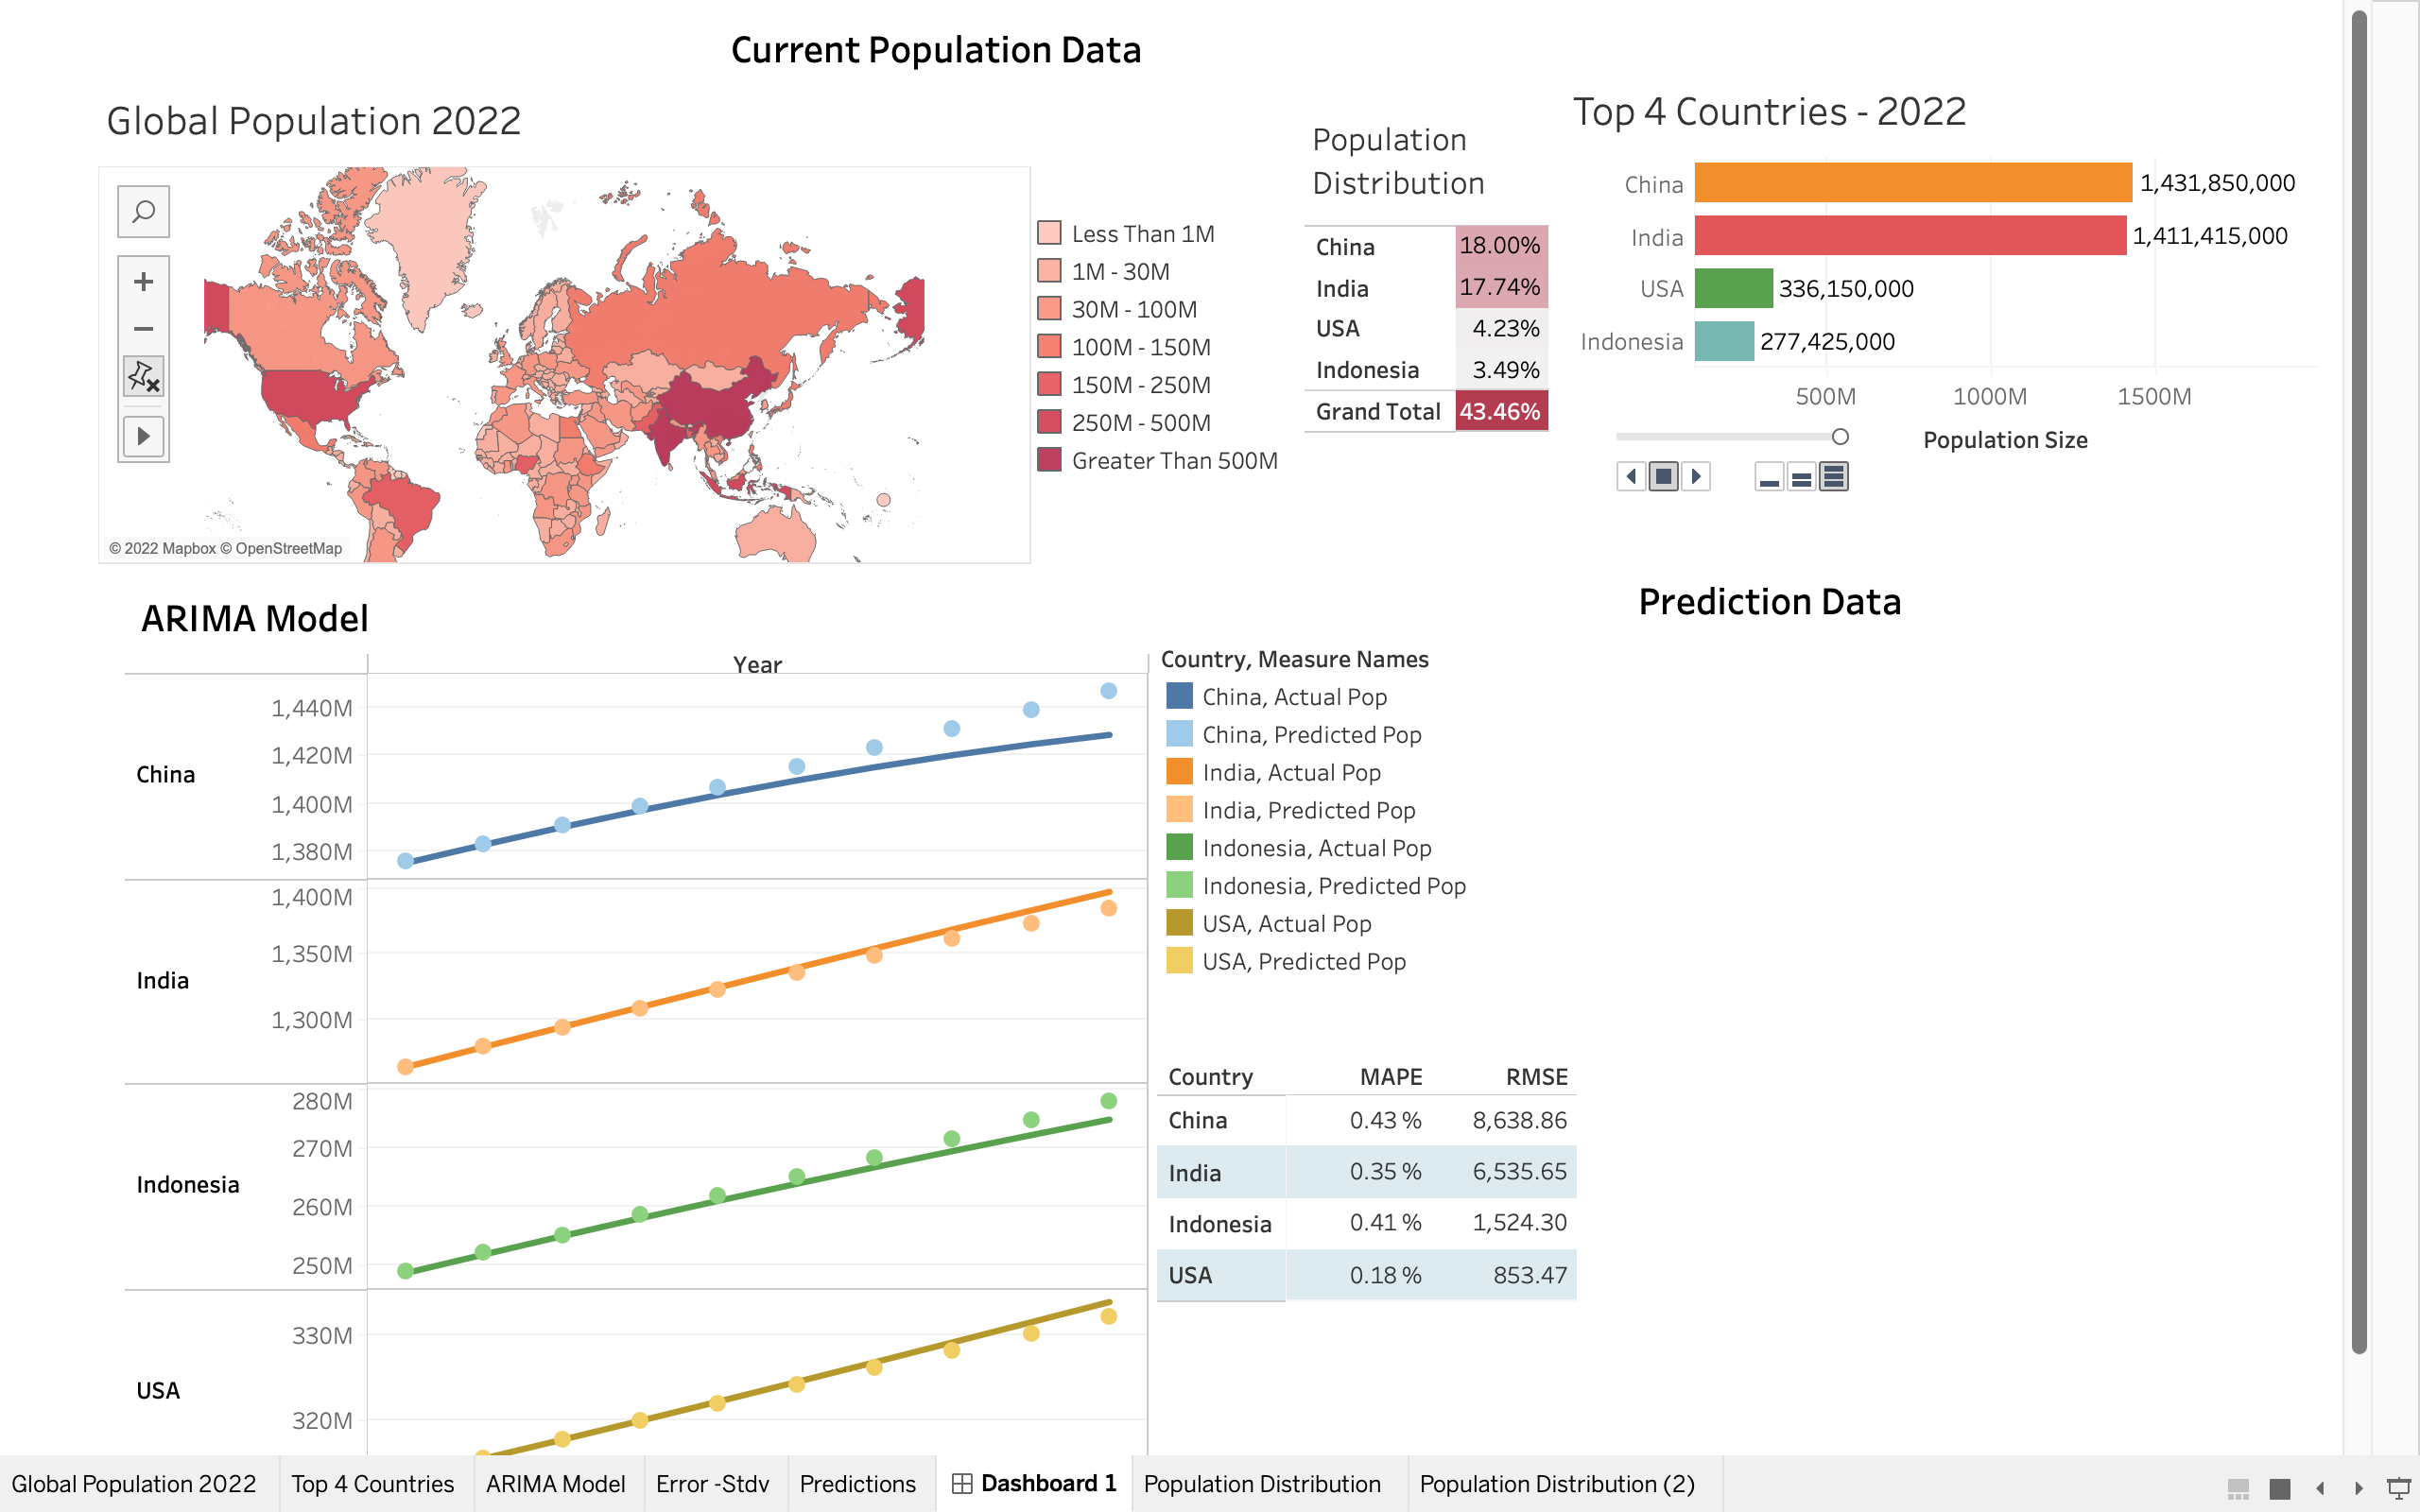 Current Population Data
Global Population 2022
© 2022 Mapbox © OpenStreetMap
Less Than 1M
1M - 30M
30M - 100M
100M - 150M
150M - 250M
250M - 500M
Greater Than 500M
Population
Distribution
China 18.00%
India 17.74%
USA 4.23%
Indonesia 3.49%
Grand Total 43.46%
Top 4 Countries - 2022
China 1,431,850,000
India 1,411,415,000
USA 336,150,000
Indonesia 277,425,000
500M 1000M 1500M
Population Size
ARIMA Model
Prediction Data
Year
China
1,440M
1,420M
1,400M
1,380M
India
1,400M
1,350M
1,300M
Indonesia
280M
270M
260M
250M
USA
330M
320M
Country, Measure Names
China, Actual Pop
China, Predicted Pop
India, Actual Pop
India, Predicted Pop
Indonesia, Actual Pop
Indonesia, Predicted Pop
USA, Actual Pop
USA, Predicted Pop
Country MAPE RMSE
China 0.43 % 8,638.86
India 0.35 % 6,535.65
Indonesia 0.41 % 1,524.30
USA 0.18 % 853.47
Global Population 2022 Top 4 Countries ARIMA Model Error -Stdv Predictions Dashboard 1 Population Distribution Population Distribution (2)